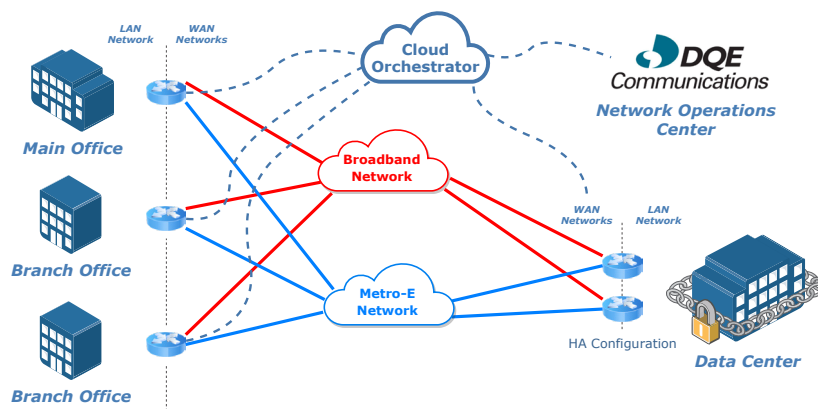 LAN
Network
WAN
Networks
Cloud
Orchestrator
DQE
Communications
Network Operations
Center
Main Office
Broadband
Network
Branch Office
WAN
Networks
LAN
Network
Metro-E
Network
HA Configuration
Data Center
Branch Office